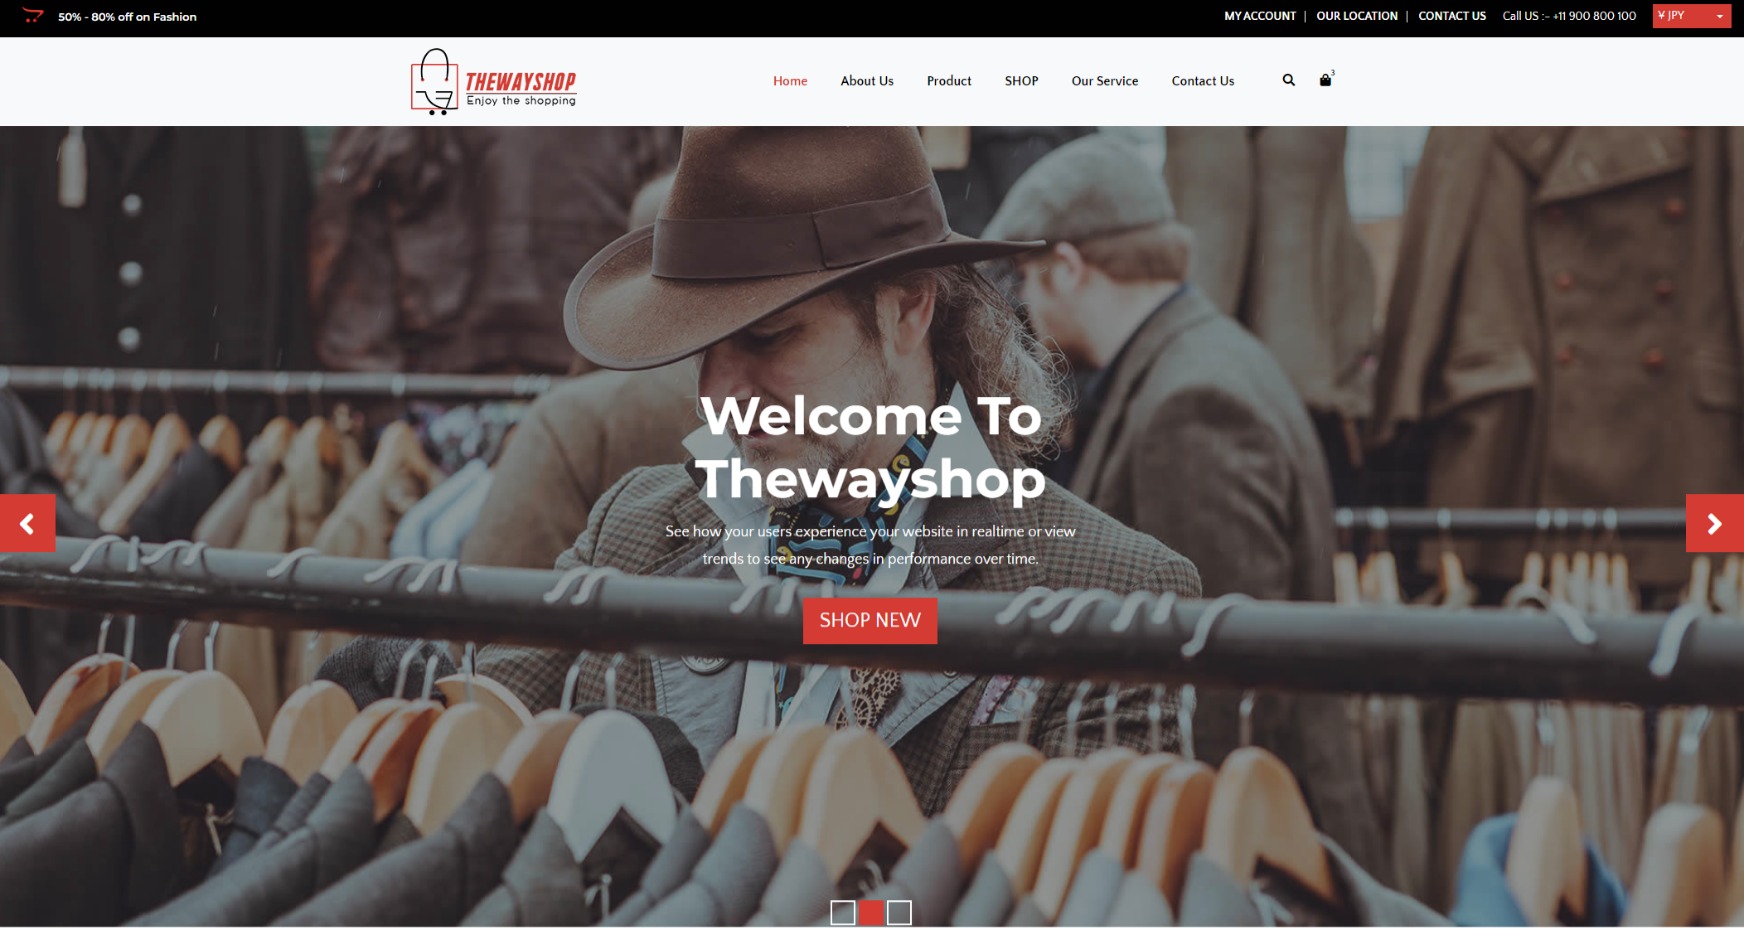 50% - 80% off on Fashion
MY ACCOUNT | OUR LOCATION | CONTACT US Call US :- +11 900 800 100 ¥ JPY
THEWAYSHOP
Enjoy the shopping
Home About Us Product SHOP Our Service Contact Us 3
Welcome To
Thewayshop
See how your users experience your website in realtime or view
trends to see any changes in performance over time.
SHOP NEW